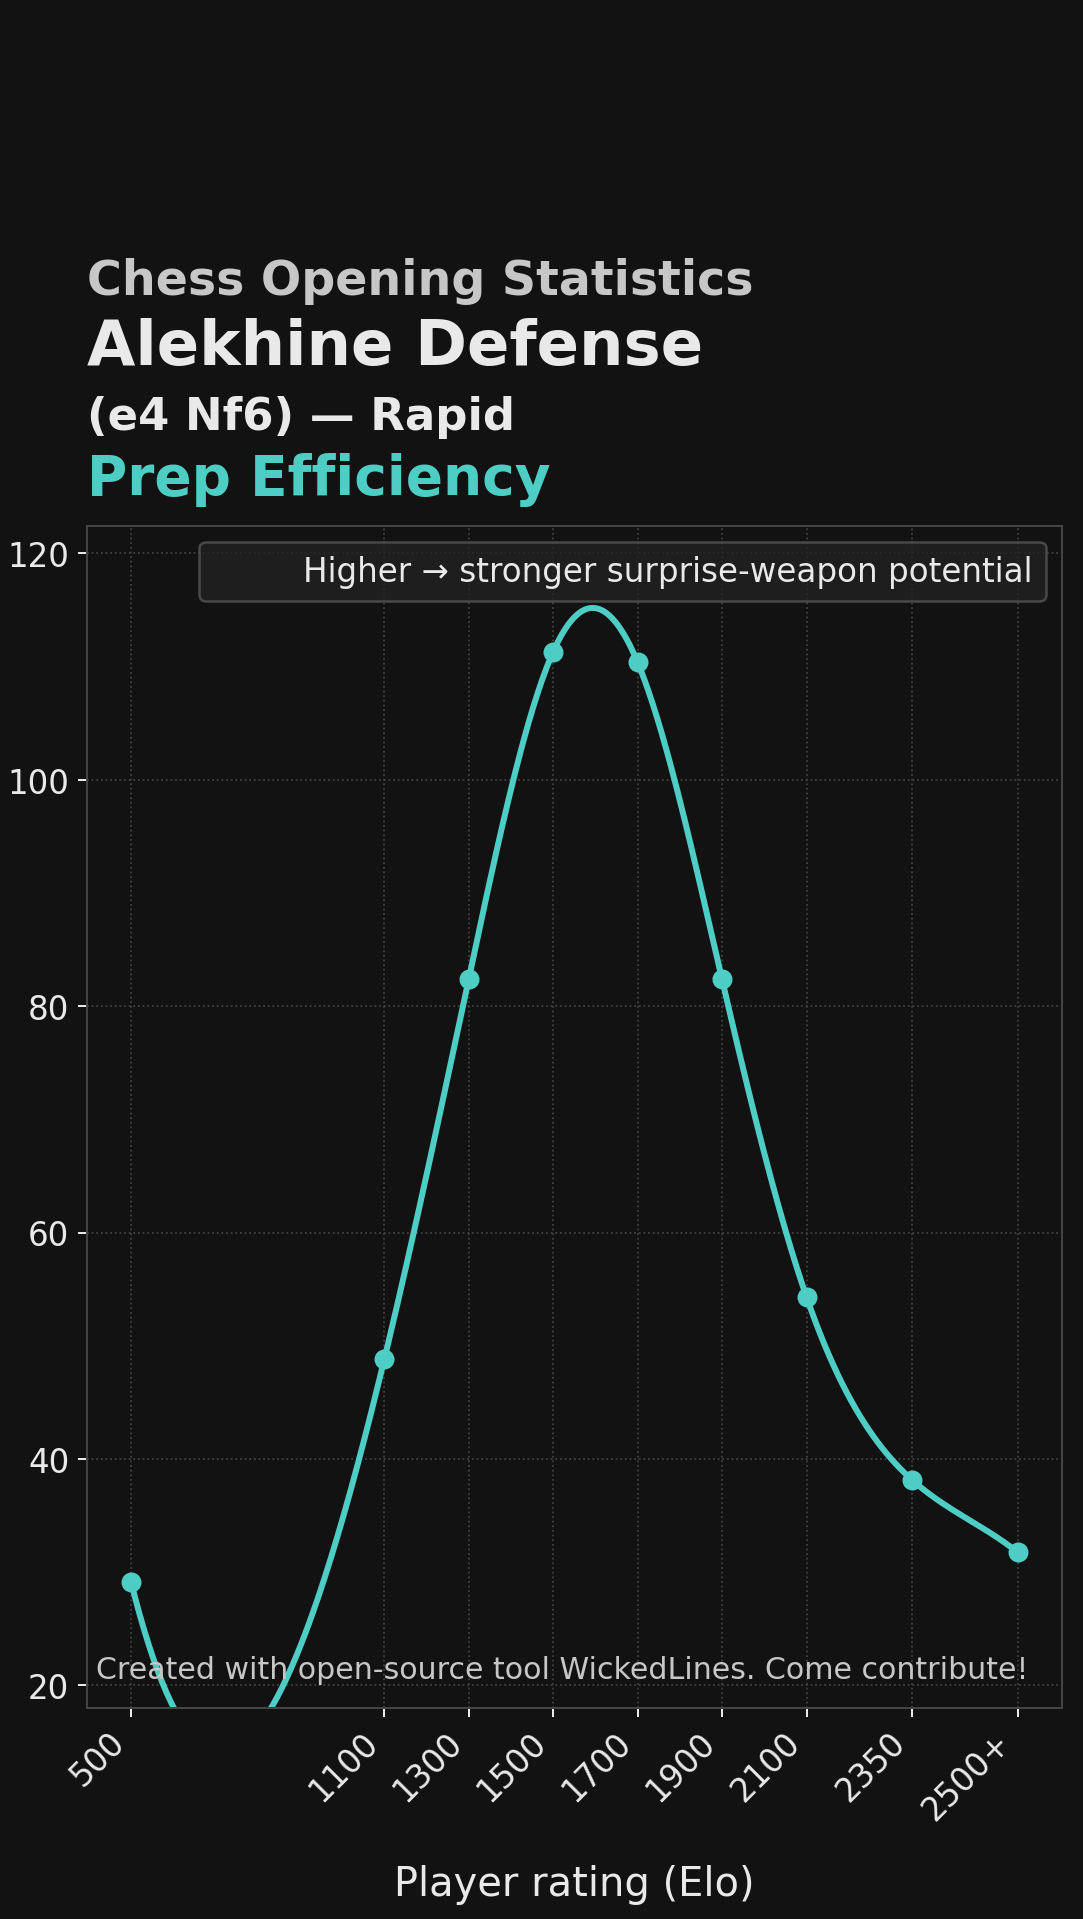 Chess Opening Statistics
Alekhine Defense
(e4 Nf6) — Rapid
Prep Efficiency
120
Higher → stronger surprise-weapon potential
100
80
60
40
Created with open-source tool WickedLines. Come contribute!
20
500
1100
1300
1500
1700
1900
2100
2350
2500+
Player rating (Elo)